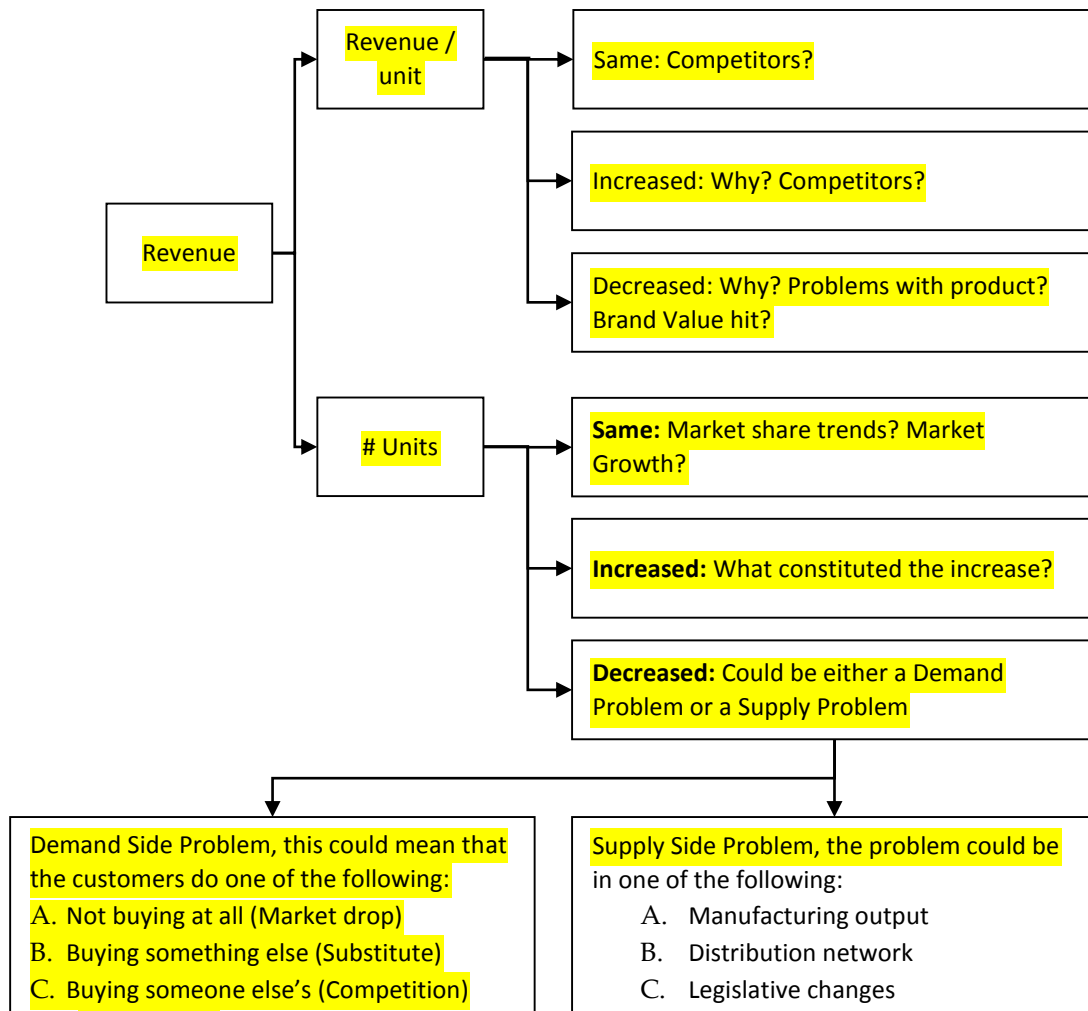 Revenue /
unit
Same: Competitors?
Increased: Why? Competitors?
Revenue
Decreased: Why? Problems with product?
Brand Value hit?
# Units
Same: Market share trends? Market
Growth?
Increased: What constituted the increase?
Decreased: Could be either a Demand
Problem or a Supply Problem
Demand Side Problem, this could mean that
the customers do one of the following:
A. Not buying at all (Market drop)
B. Buying something else (Substitute)
C. Buying someone else's (Competition)
Supply Side Problem, the problem could be
in one of the following:
A. Manufacturing output
B. Distribution network
C. Legislative changes